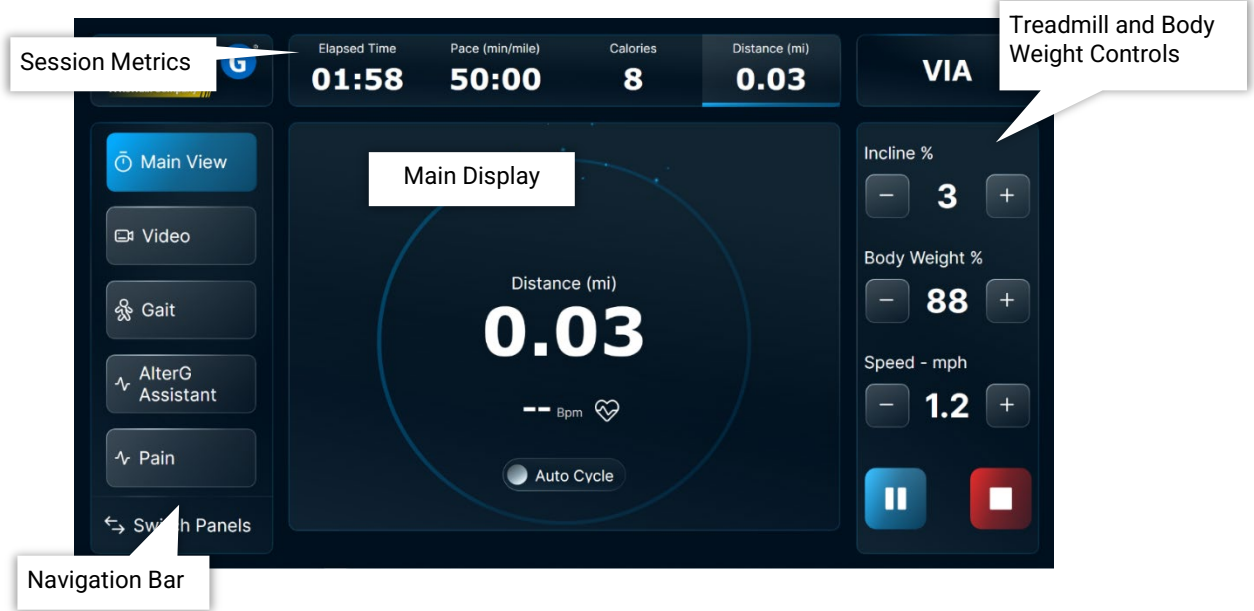 Treadmill and Body
Weight Controls
Session Metrics
G
Elapsed Time
01:58
Pace (min/mile)
50:00
Calories
8
Distance (mi)
0.03
VIA
Main View
Video
Gait
AlterG
Assistant
Pain
Switch Panels
Navigation Bar
Main Display
Distance (mi)
0.03
-- Bpm
Auto Cycle
Incline %
− 3 +
Body Weight %
− 88 +
Speed - mph
− 1.2 +